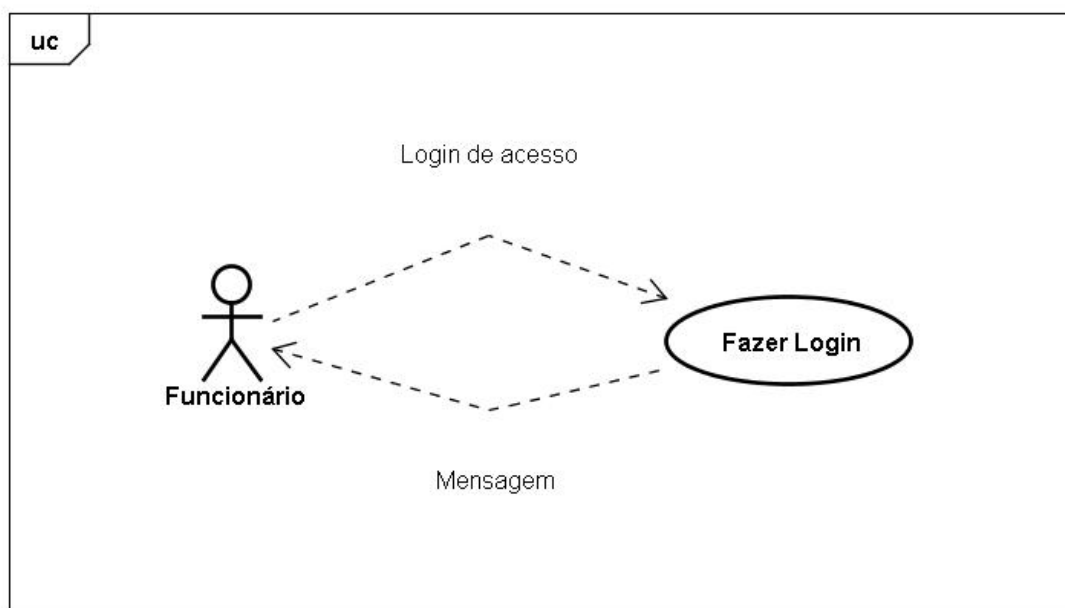 uc
Login de acesso
Fazer Login
Funcionário
Mensagem